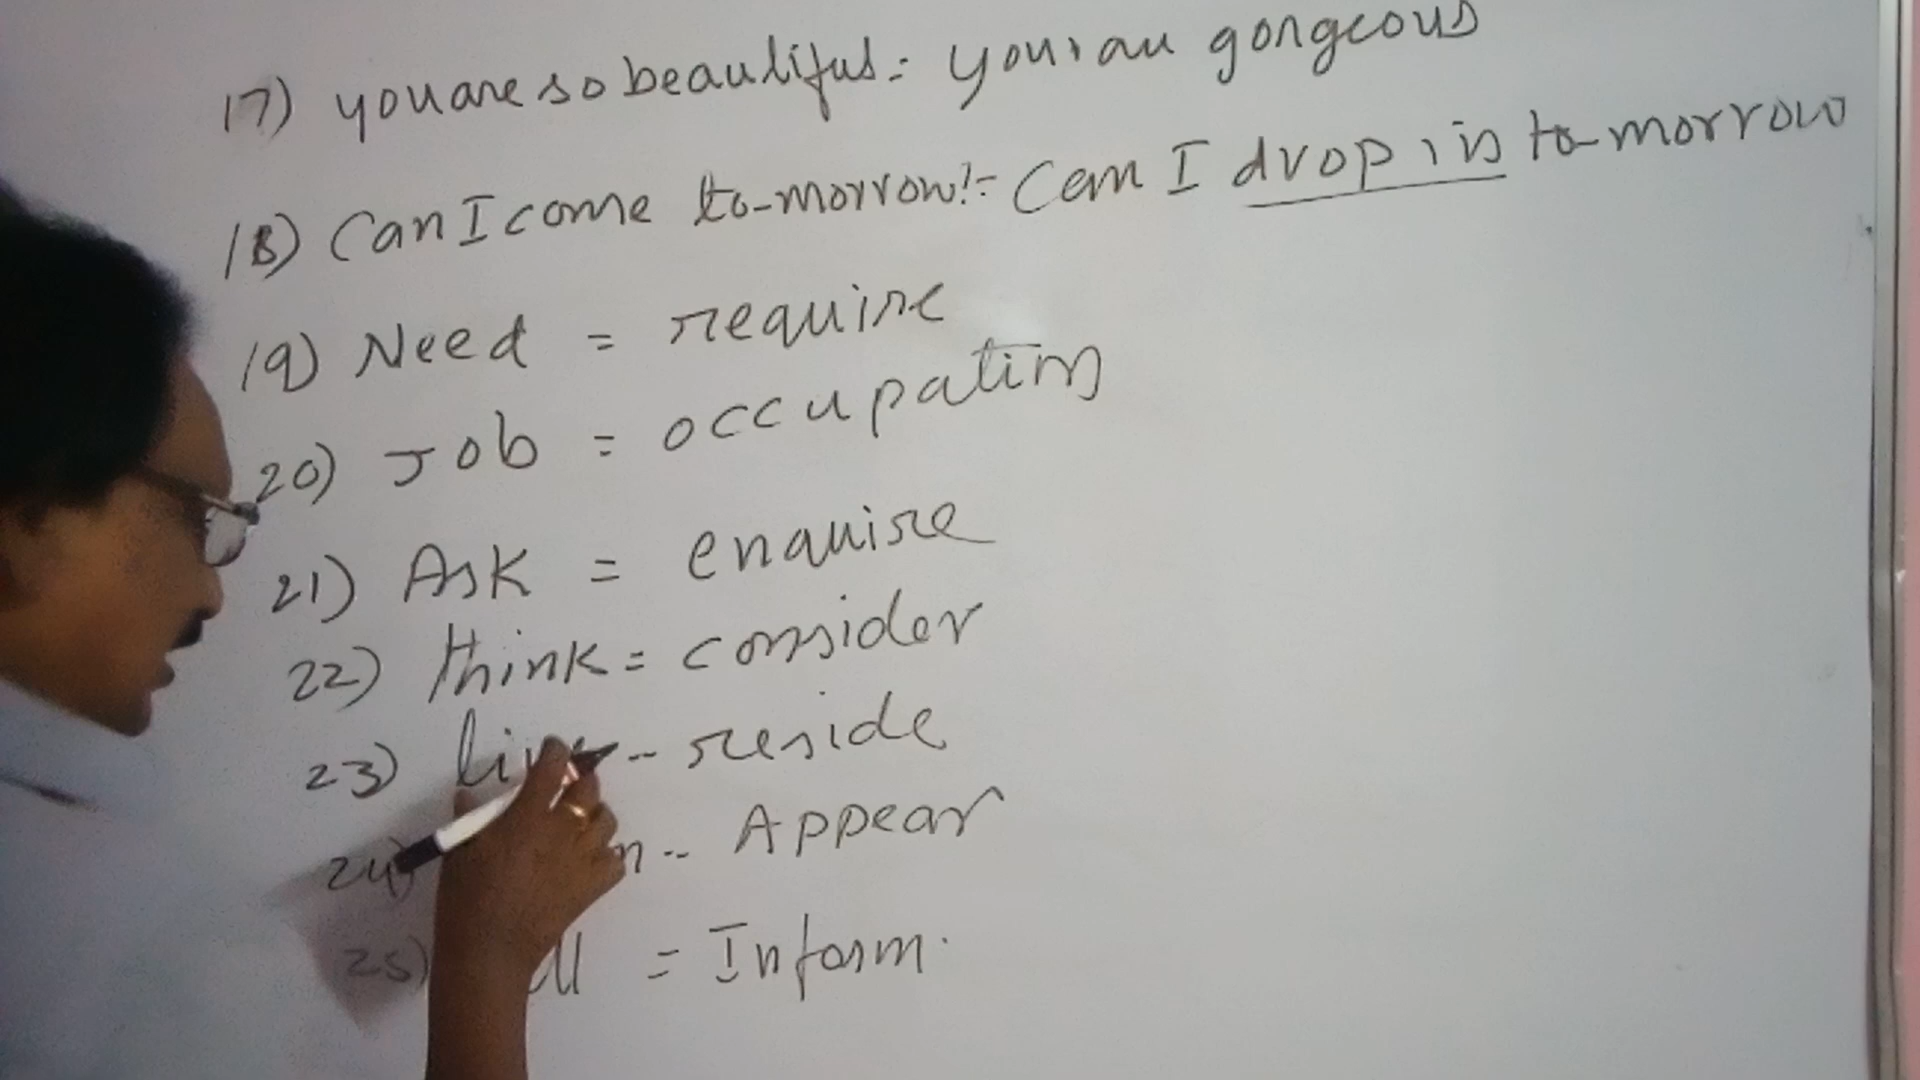 17) you are so beautiful:- you, are gorgeous
18) Can I come to-morrow!:- Can I drop, in to-morrow
19) Need = require
20) Job = occupation
21) Ask = enquire
22) think = consider
23) live -- reside
24) -- Appear
25) = Inform.